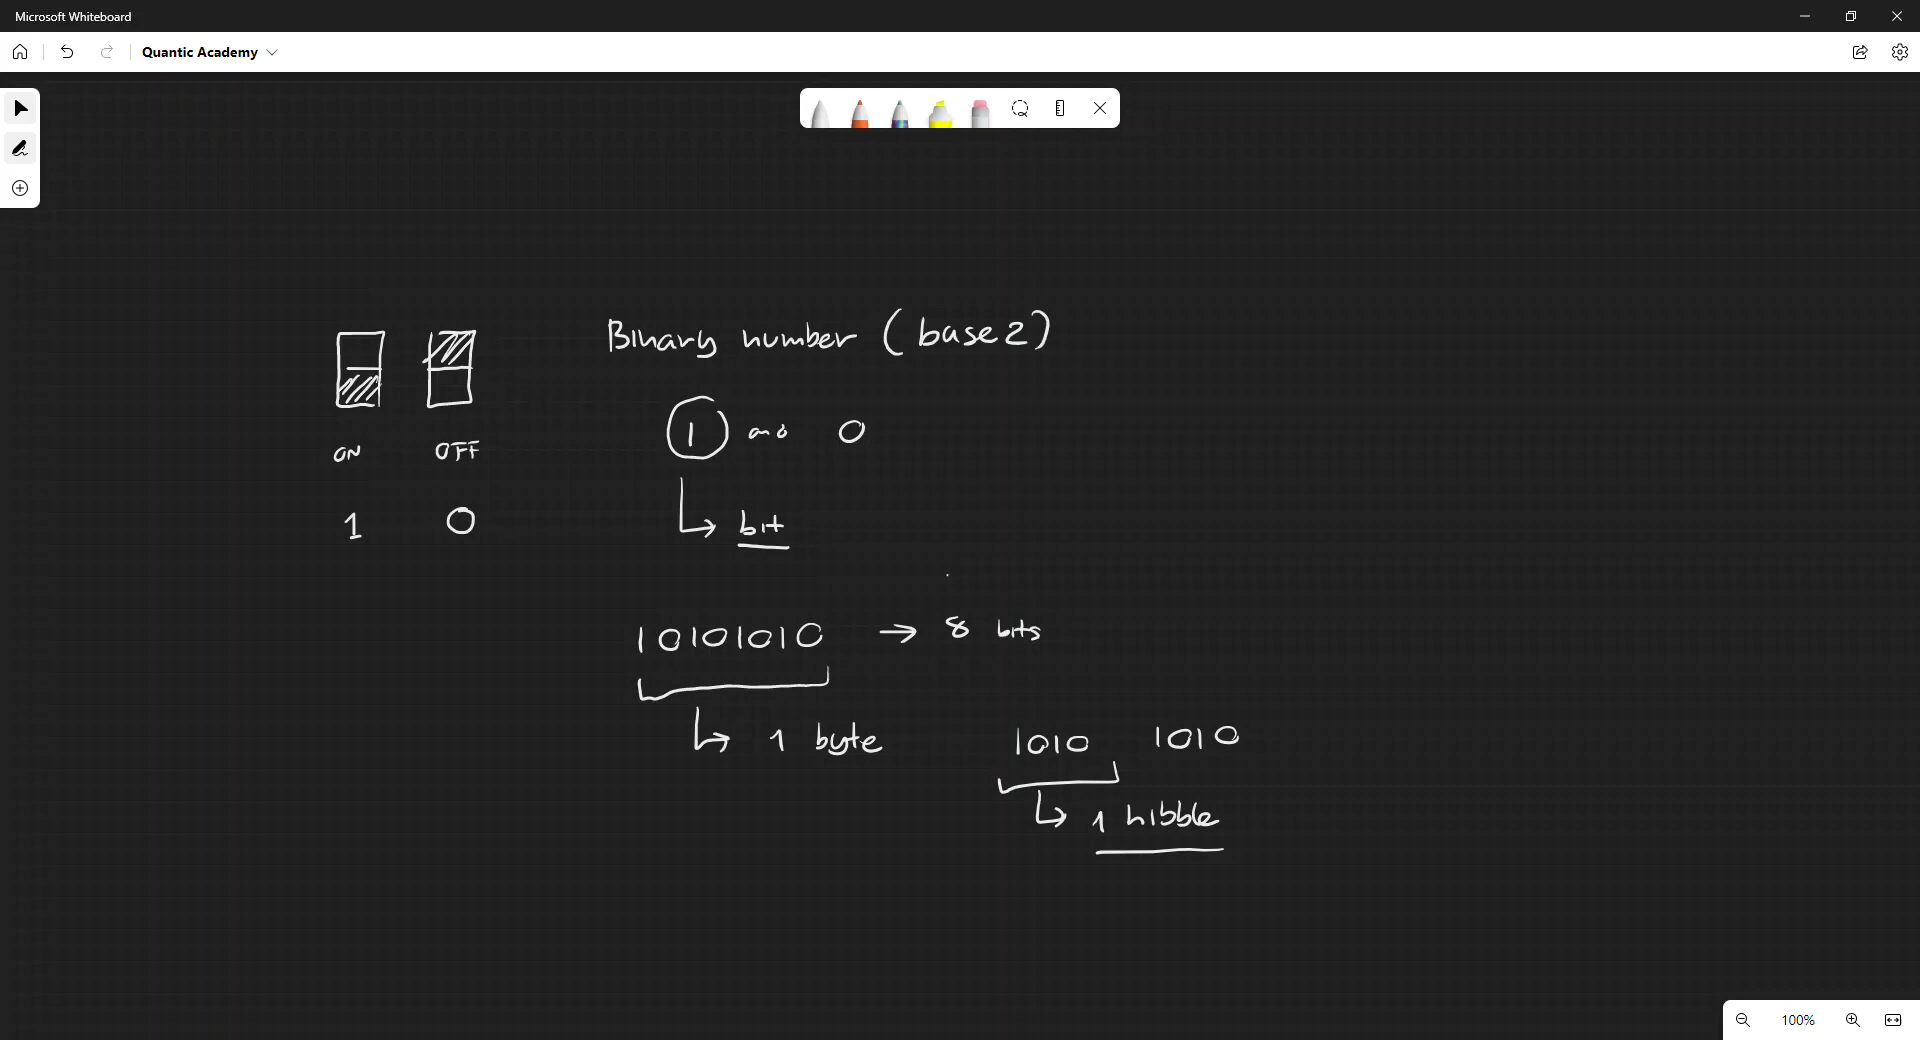 Microsoft Whiteboard
Quantic Academy
Binary number (base 2)
ON OFF
1 0
1 and 0
bit
10101010 → 8 bits
1 byte
1010 1010
1 nibble
100%